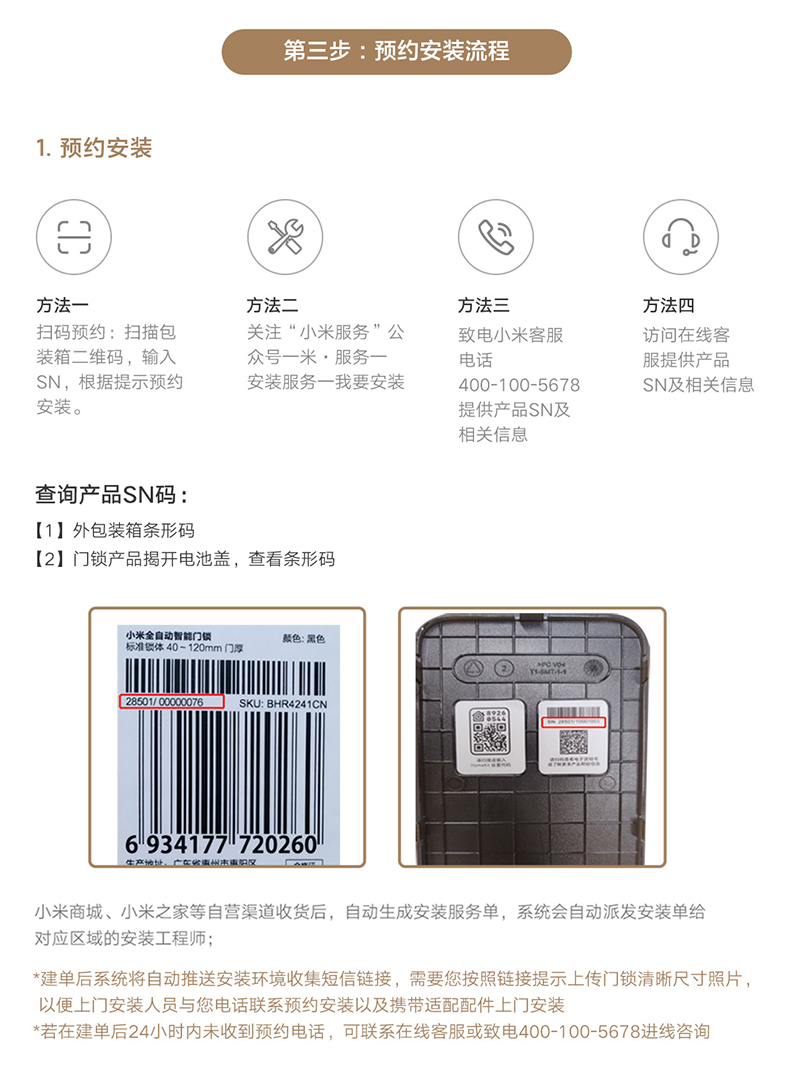 第三步：预约安装流程
1. 预约安装
方法一
扫码预约：扫描包
装箱二维码，输入
SN，根据提示预约
安装。
方法二
关注“小米服务”公
众号一米·服务一
安装服务一我要安装
方法三
致电小米客服
电话
400-100-5678
提供产品SN及
相关信息
方法四
访问在线客
服提供产品
SN及相关信息
查询产品SN码：
【1】外包装箱条形码
【2】门锁产品揭开电池盖，查看条形码
小米全自动智能门锁
颜色: 黑色
标准锁体 40~120mm 门厚
28501/ 00000076
SKU: BHR4241CN
6 934177 720260
生产地址：广东省惠州市惠阳区
2
>PC V0<
8926
0544
SN: 28501/10001003
小米商城、小米之家等自营渠道收货后，自动生成安装服务单，系统会自动派发安装单给
对应区域的安装工程师；
*建单后系统将自动推送安装环境收集短信链接，需要您按照链接提示上传门锁清晰尺寸照片，
以便上门安装人员与您电话联系预约安装以及携带适配配件上门安装
*若在建单后24小时内未收到预约电话，可联系在线客服或致电400-100-5678进线咨询